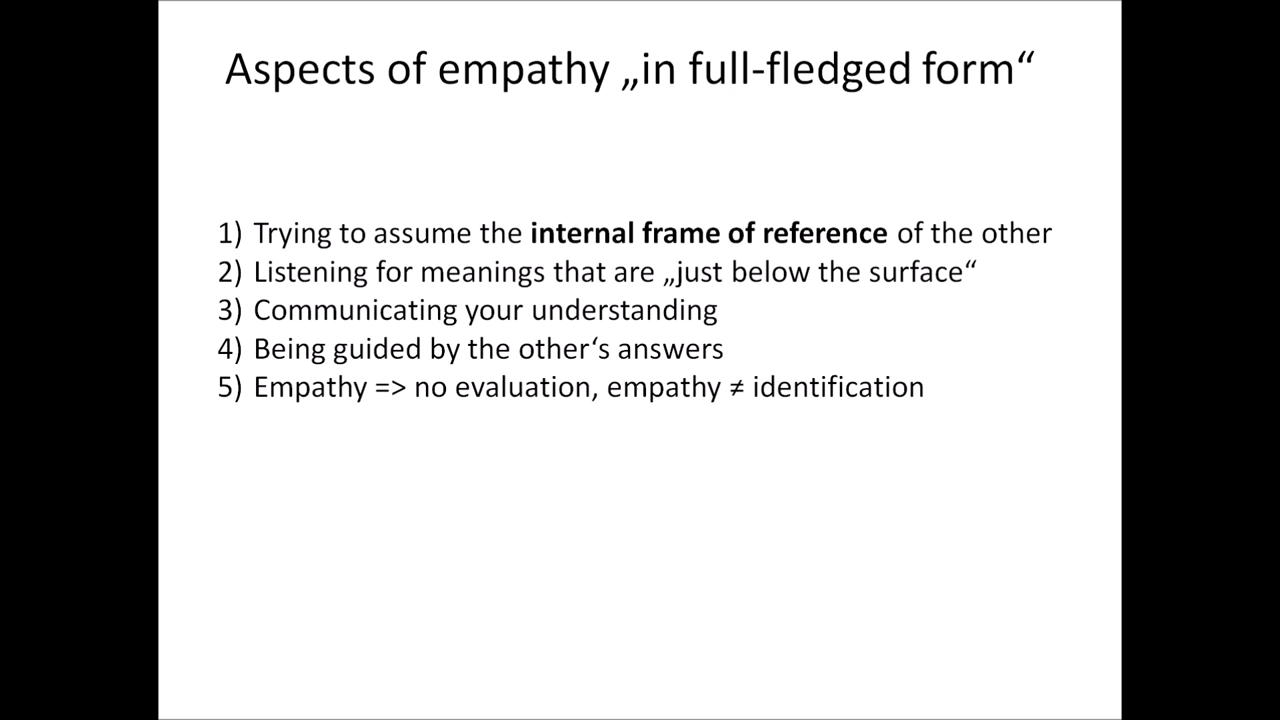 Aspects of empathy „in full-fledged form“
1) Trying to assume the internal frame of reference of the other
2) Listening for meanings that are „just below the surface“
3) Communicating your understanding
4) Being guided by the other‘s answers
5) Empathy => no evaluation, empathy ≠ identification